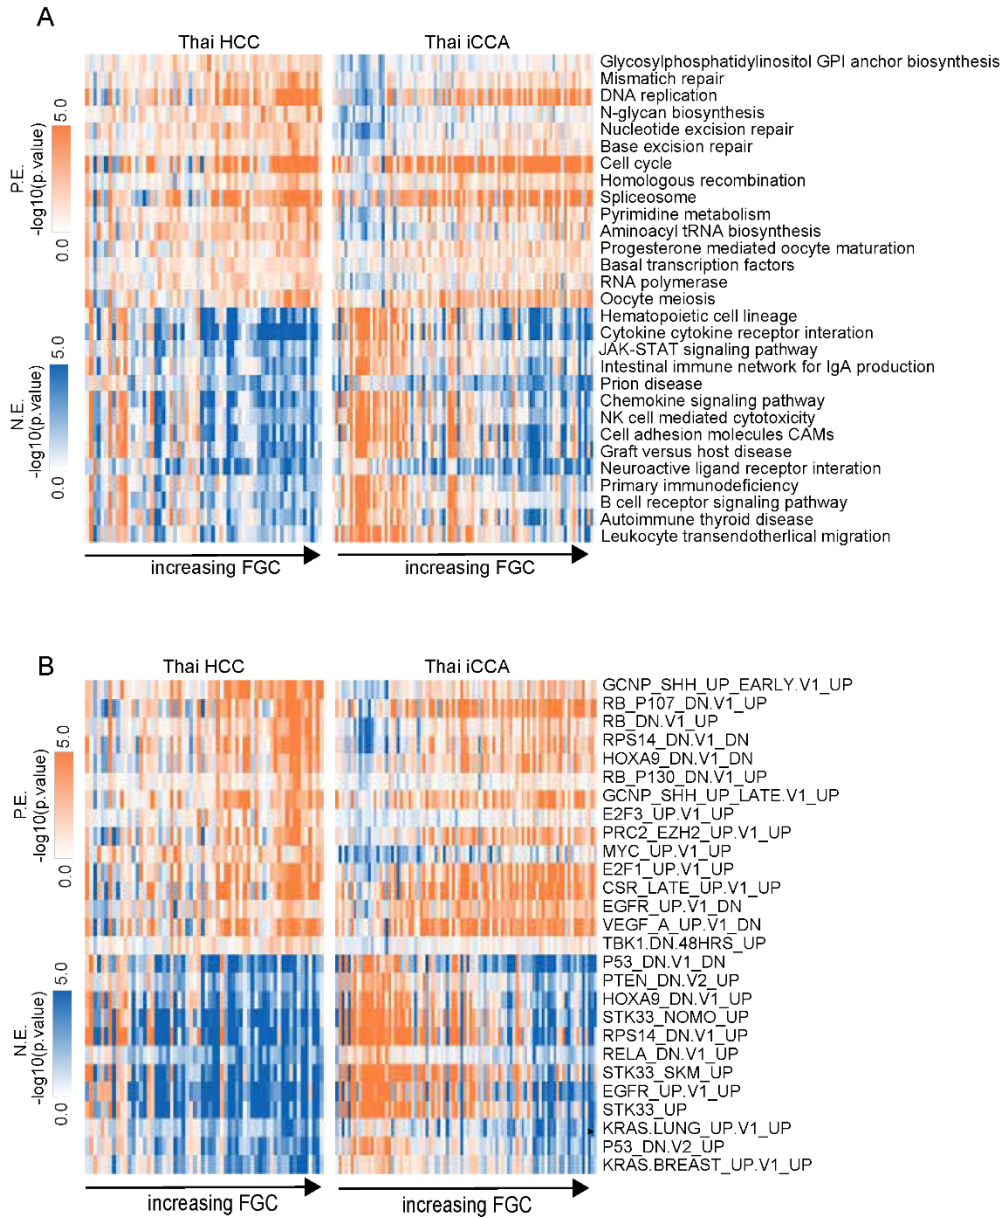 A
Thai HCC
Thai iCCA
Glycosylphosphatidylinositol GPI anchor biosynthesis
Mismatch repair
DNA replication
N-glycan biosynthesis
Nucleotide excision repair
Base excision repair
Cell cycle
Homologous recombination
Spliceosome
Pyrimidine metabolism
Aminoacyl tRNA biosynthesis
Progesterone mediated oocyte maturation
Basal transcription factors
RNA polymerase
Oocyte meiosis
Hematopoietic cell lineage
Cytokine cytokine receptor interation
JAK-STAT signaling pathway
Intestinal immune network for IgA production
Prion disease
Chemokine signaling pathway
NK cell mediated cytotoxicity
Cell adhesion molecules CAMs
Graft versus host disease
Neuroactive ligand receptor interation
Primary immunodeficiency
B cell receptor signaling pathway
Autoimmune thyroid disease
Leukocyte transendotherlical migration
P.E.
-log10(p.value)
0.0 5.0
N.E.
-log10(p.value)
0.0 5.0
increasing FGC
increasing FGC
B
Thai HCC
Thai iCCA
GCNP_SHH_UP_EARLY.V1_UP
RB_P107_DN.V1_UP
RB_DN.V1_UP
RPS14_DN.V1_DN
HOXA9_DN.V1_DN
RB_P130_DN.V1_UP
GCNP_SHH_UP_LATE.V1_UP
E2F3_UP.V1_UP
PRC2_EZH2_UP.V1_UP
MYC_UP.V1_UP
E2F1_UP.V1_UP
CSR_LATE_UP.V1_UP
EGFR_UP.V1_DN
VEGF_A_UP.V1_DN
TBK1.DN.48HRS_UP
P53_DN.V1_DN
PTEN_DN.V2_UP
HOXA9_DN.V1_UP
STK33_NOMO_UP
RPS14_DN.V1_UP
RELA_DN.V1_UP
STK33_SKM_UP
EGFR_UP.V1_UP
STK33_UP
KRAS.LUNG_UP.V1_UP
P53_DN.V2_UP
KRAS.BREAST_UP.V1_UP
P.E.
-log10(p.value)
0.0 5.0
N.E.
-log10(p.value)
0.0 5.0
increasing FGC
increasing FGC